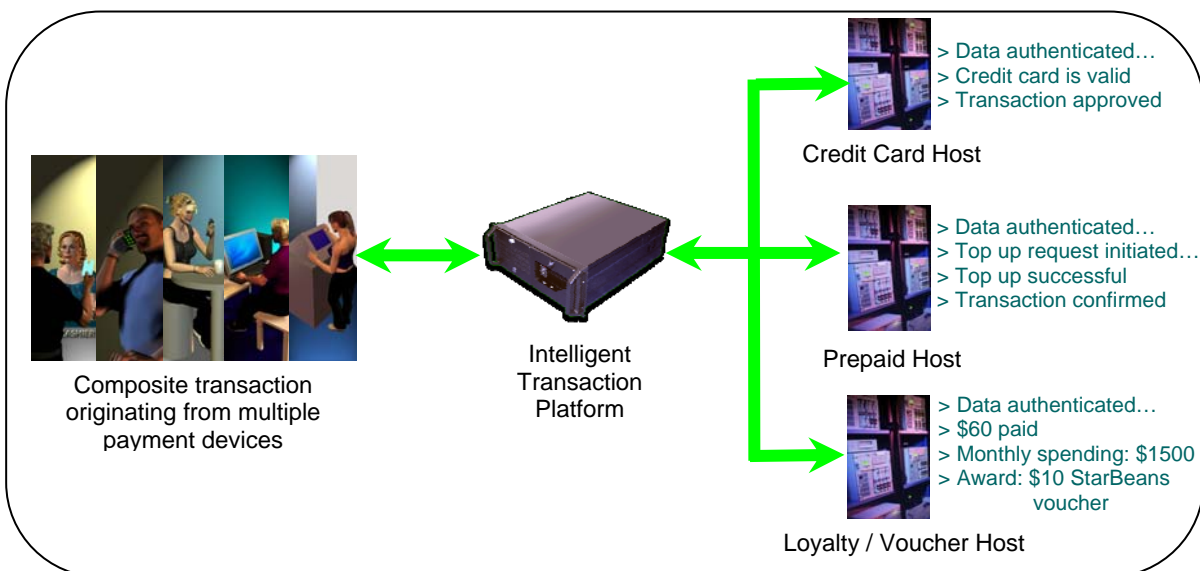 > Data authenticated…
> Credit card is valid
> Transaction approved
Credit Card Host
> Data authenticated…
> Top up request initiated…
> Top up successful
> Transaction confirmed
Prepaid Host
> Data authenticated…
> $60 paid
> Monthly spending: $1500
> Award: $10 StarBeans
voucher
Loyalty / Voucher Host
Intelligent
Transaction
Platform
Composite transaction
originating from multiple
payment devices